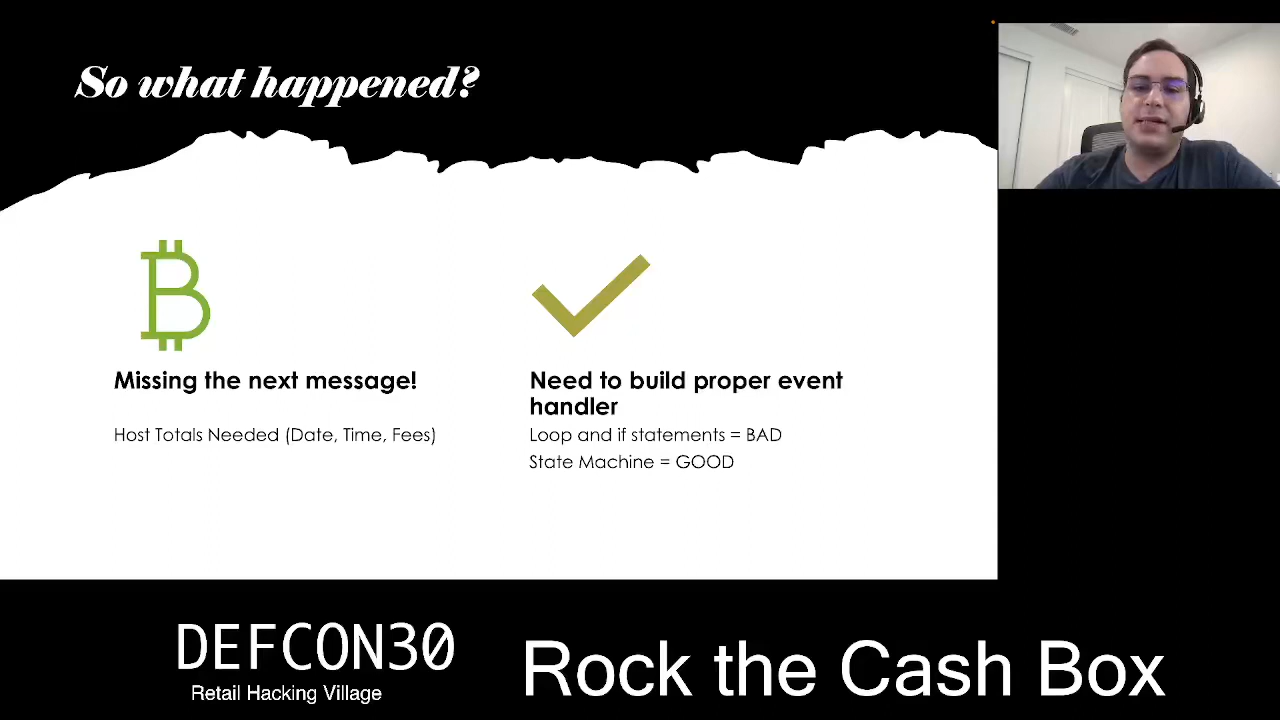 So what happened?
Missing the next message!
Host Totals Needed (Date, Time, Fees)
Need to build proper event
handler
Loop and if statements = BAD
State Machine = GOOD
DEFCON30
Retail Hacking Village
Rock the Cash Box